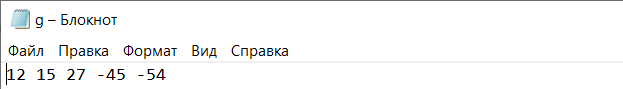 g – Блокнот
Файл Правка Формат Вид Справка
12 15 27 -45 -54